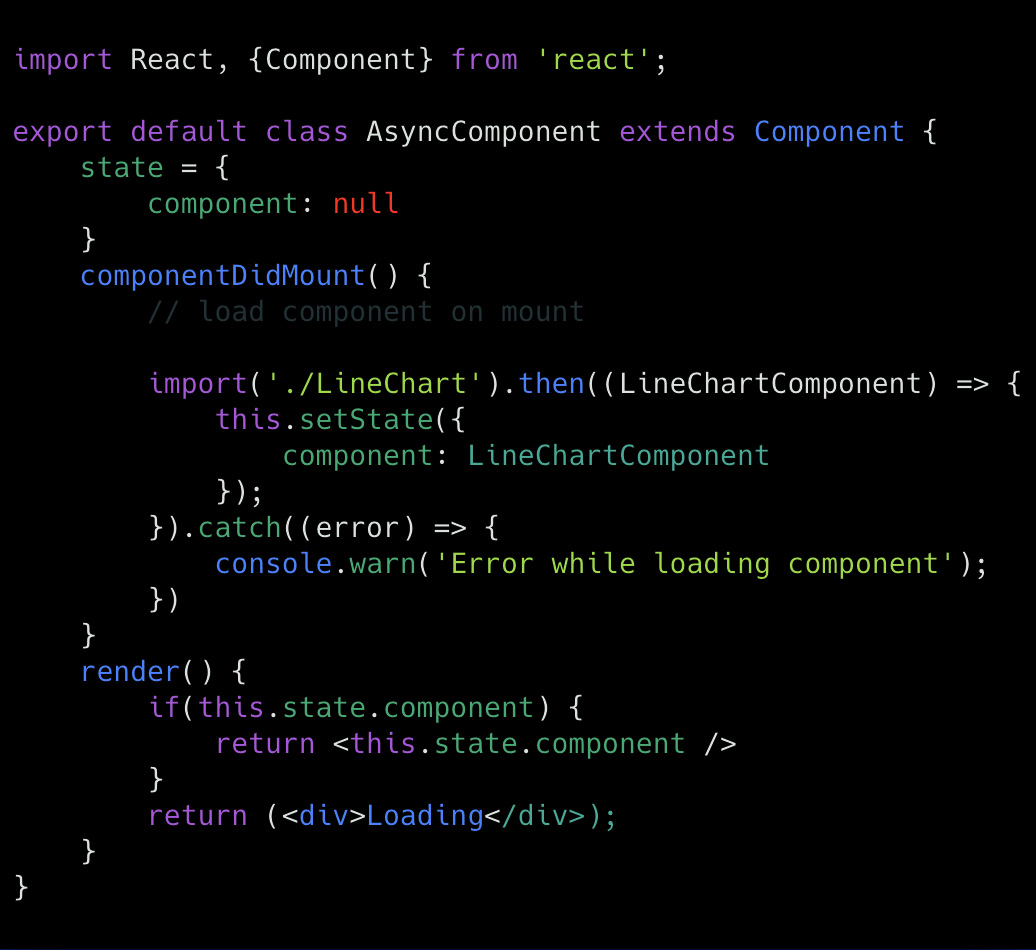 import React, {Component} from 'react';

export default class AsyncComponent extends Component {
    state = {
        component: null
    }
    componentDidMount() {
        // load component on mount

        import('./LineChart').then((LineChartComponent) => {
            this.setState({
                component: LineChartComponent
            });
        }).catch((error) => {
            console.warn('Error while loading component');
        })
    }
    render() {
        if(this.state.component) {
            return <this.state.component />
        }
        return (<div>Loading</div>);
    }
}